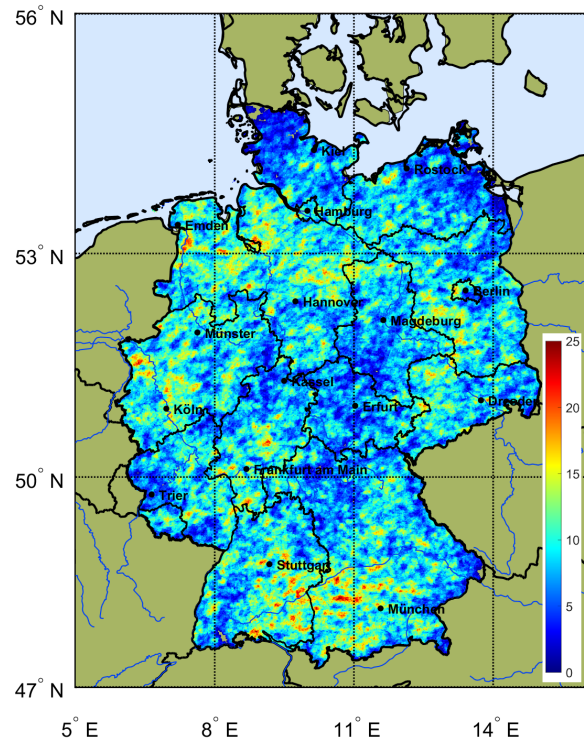 56° N
Kiel
Rostock
Hamburg
Emden
53° N
Berlin
Hannover
Magdeburg
Münster
25
Kassel
20
Köln
Erfurt
Dresden
15
50° N
Frankfurt am Main
Trier
10
Stuttgart
5
München
0
47° N
5° E
8° E
11° E
14° E